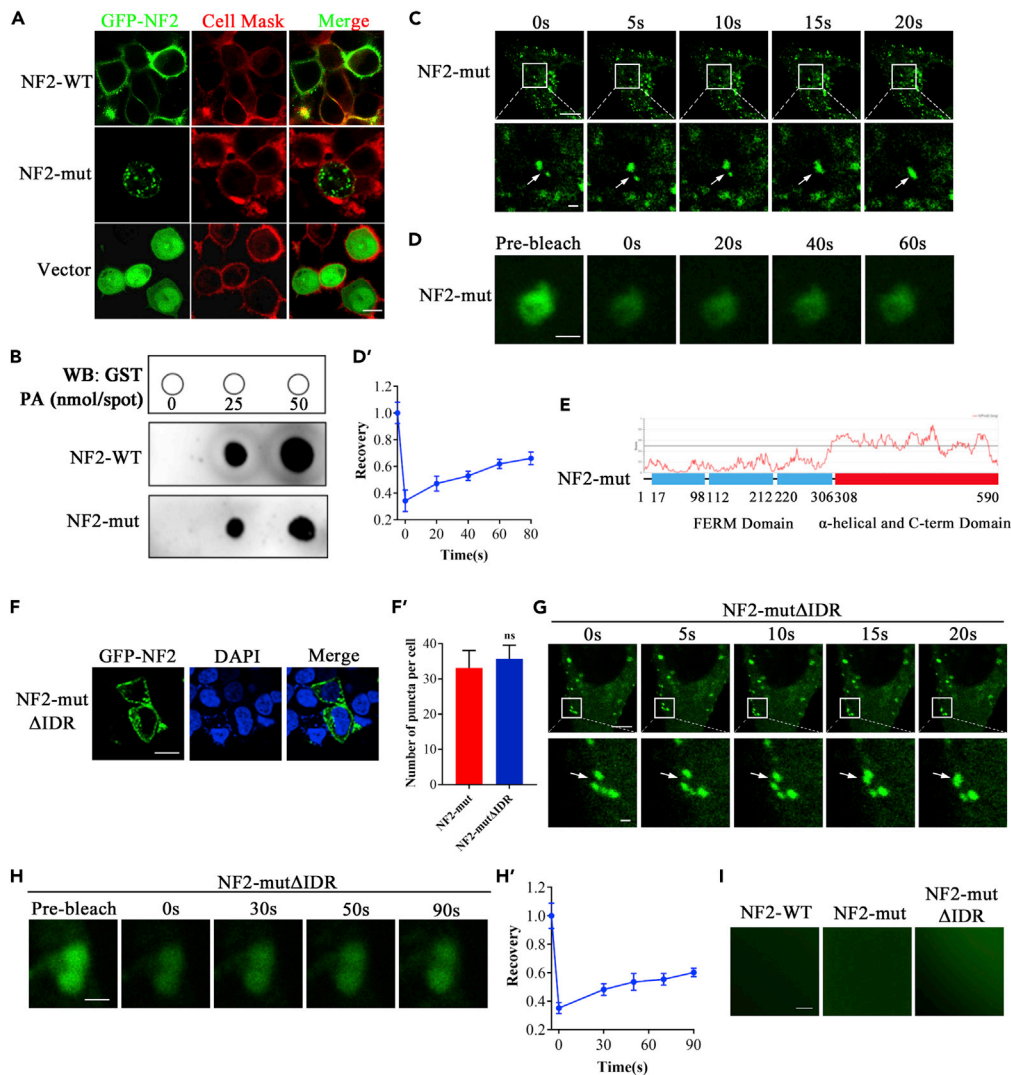 A
GFP-NF2 Cell Mask Merge
NF2-WT
NF2-mut
Vector
B
WB: GST
PA (nmol/spot) 0 25 50
NF2-WT
NF2-mut
C
0s 5s 10s 15s 20s
NF2-mut
D
Pre-bleach 0s 20s 40s 60s
NF2-mut
D'
Recovery
1.2
1.0
0.8
0.6
0.4
0.2
0 20 40 60 80
Time(s)
E
NF2-mut
1 17 98 112 212 220 306 308 590
FERM Domain α-helical and C-term Domain
F
GFP-NF2 DAPI Merge
NF2-mut
ΔIDR
F'
Number of puncta per cell
40
30
20
10
0
ns
NF2-mut
NF2-mutΔIDR
G
NF2-mutΔIDR
0s 5s 10s 15s 20s
H
NF2-mutΔIDR
Pre-bleach 0s 30s 50s 90s
H'
Recovery
1.2
1.0
0.8
0.6
0.4
0.2
0 30 60 90
Time(s)
I
NF2-WT NF2-mut NF2-mut
ΔIDR